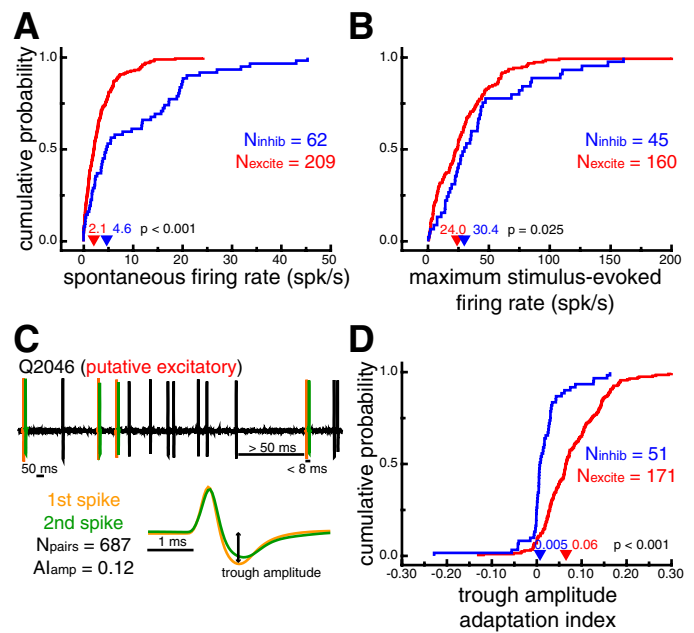 A
cumulative probability
1.0
0.5
0.0
Ninhib = 62
Nexcite = 209
2.1 4.6 p < 0.001
0 10 20 30 40 50
spontaneous firing rate (spk/s)
B
cumulative probability
1.0
0.5
0.0
Ninhib = 45
Nexcite = 160
24.0 30.4 p = 0.025
0 50 100 150 200
maximum stimulus-evoked
firing rate (spk/s)
C
Q2046 (putative excitatory)
> 50 ms
50 ms
< 8 ms
1st spike
2nd spike
Npairs = 687
AIamp = 0.12
1 ms
trough amplitude
D
cumulative probability
1.0
0.5
0.0
Ninhib = 51
Nexcite = 171
0.005 0.06 p < 0.001
-0.30 -0.20 -0.10 0 0.10 0.20 0.30
trough amplitude
adaptation index